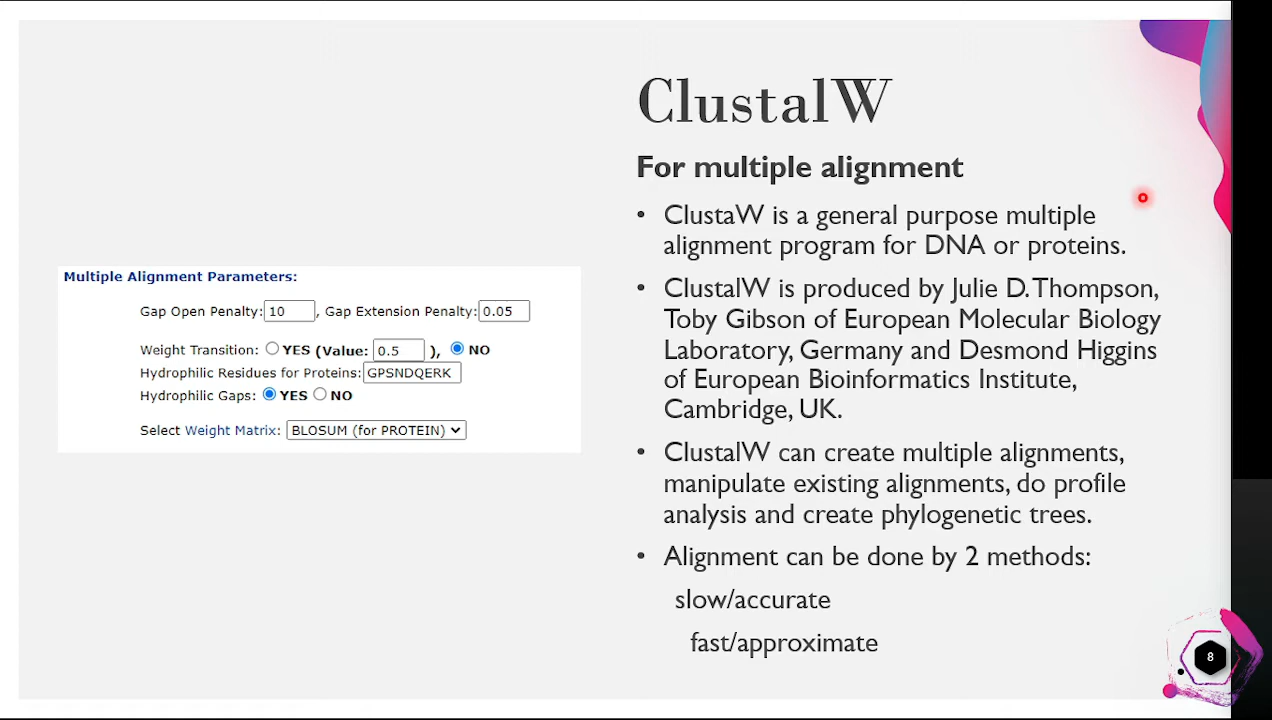 ClustalW
For multiple alignment
• ClustaW is a general purpose multiple
alignment program for DNA or proteins.
• ClustalW is produced by Julie D. Thompson,
Toby Gibson of European Molecular Biology
Laboratory, Germany and Desmond Higgins
of European Bioinformatics Institute,
Cambridge, UK.
• ClustalW can create multiple alignments,
manipulate existing alignments, do profile
analysis and create phylogenetic trees.
• Alignment can be done by 2 methods:
slow/accurate
fast/approximate
Multiple Alignment Parameters:
Gap Open Penalty: 10 , Gap Extension Penalty: 0.05
Weight Transition: YES (Value: 0.5 ), NO
Hydrophilic Residues for Proteins: GPSNDQERK
Hydrophilic Gaps: YES NO
Select Weight Matrix: BLOSUM (for PROTEIN)
8